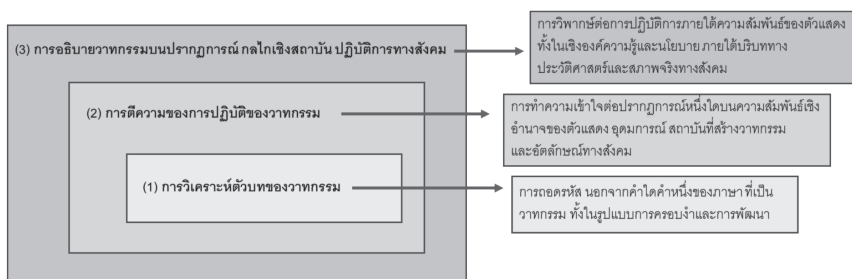 การวิพากษ์ต่อการปฏิบัติการภายใต้ความสัมพันธ์ของตัวแสดง
ทั้งในเชิงองค์ความรู้และนโยบาย ภายใต้บริบททาง
ประวัติศาสตร์และสภาพจริงทางสังคม
(3) การอธิบายวาทกรรมบนปรากฏการณ์ กลไกเชิงสถาบัน ปฏิบัติการทางสังคม
(2) การตีความของการปฏิบัติของวาทกรรม
การทำความเข้าใจต่อปรากฏการณ์หนึ่งใดบนความสัมพันธ์เชิง
อำนาจของตัวแสดง อุดมการณ์ สถาบันที่สร้างวาทกรรม
และอัตลักษณ์ทางสังคม
(1) การวิเคราะห์ตัวบทของวาทกรรม
การถอดรหัส นอกจากคำใดคำหนึ่งของภาษา ที่เป็น
วาทกรรม ทั้งในรูปแบบการครอบงำและการพัฒนา